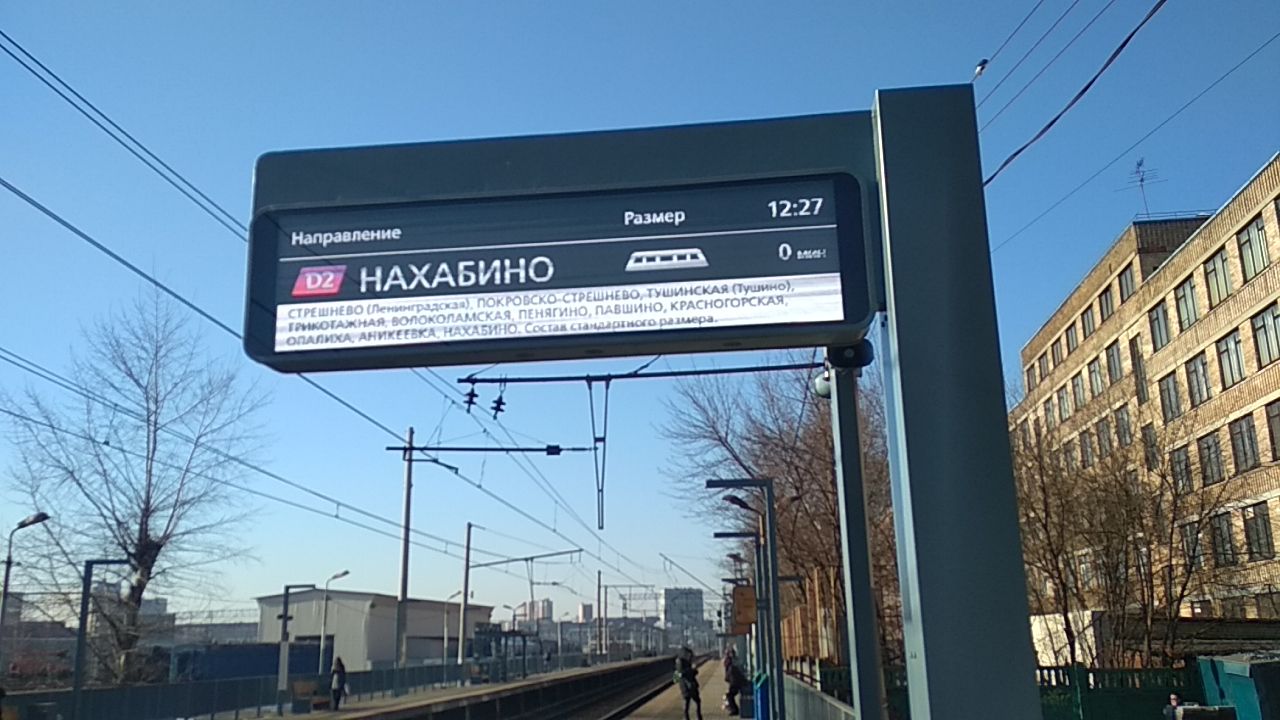 Направление Размер 12:27
D2 НАХАБИНО 0 мин
СТРЕШНЕВО (Ленинградская), ПОКРОВСКО-СТРЕШНЕВО, ТУШИНСКАЯ (Тушино),
ТРИКОТАЖНАЯ, ВОЛОКОЛАМСКАЯ, ПЕНЯГИНО, ПАВШИНО, КРАСНОГОРСКАЯ,
ОПАЛИХА, АНИКЕЕВКА, НАХАБИНО. Состав стандартного размера.